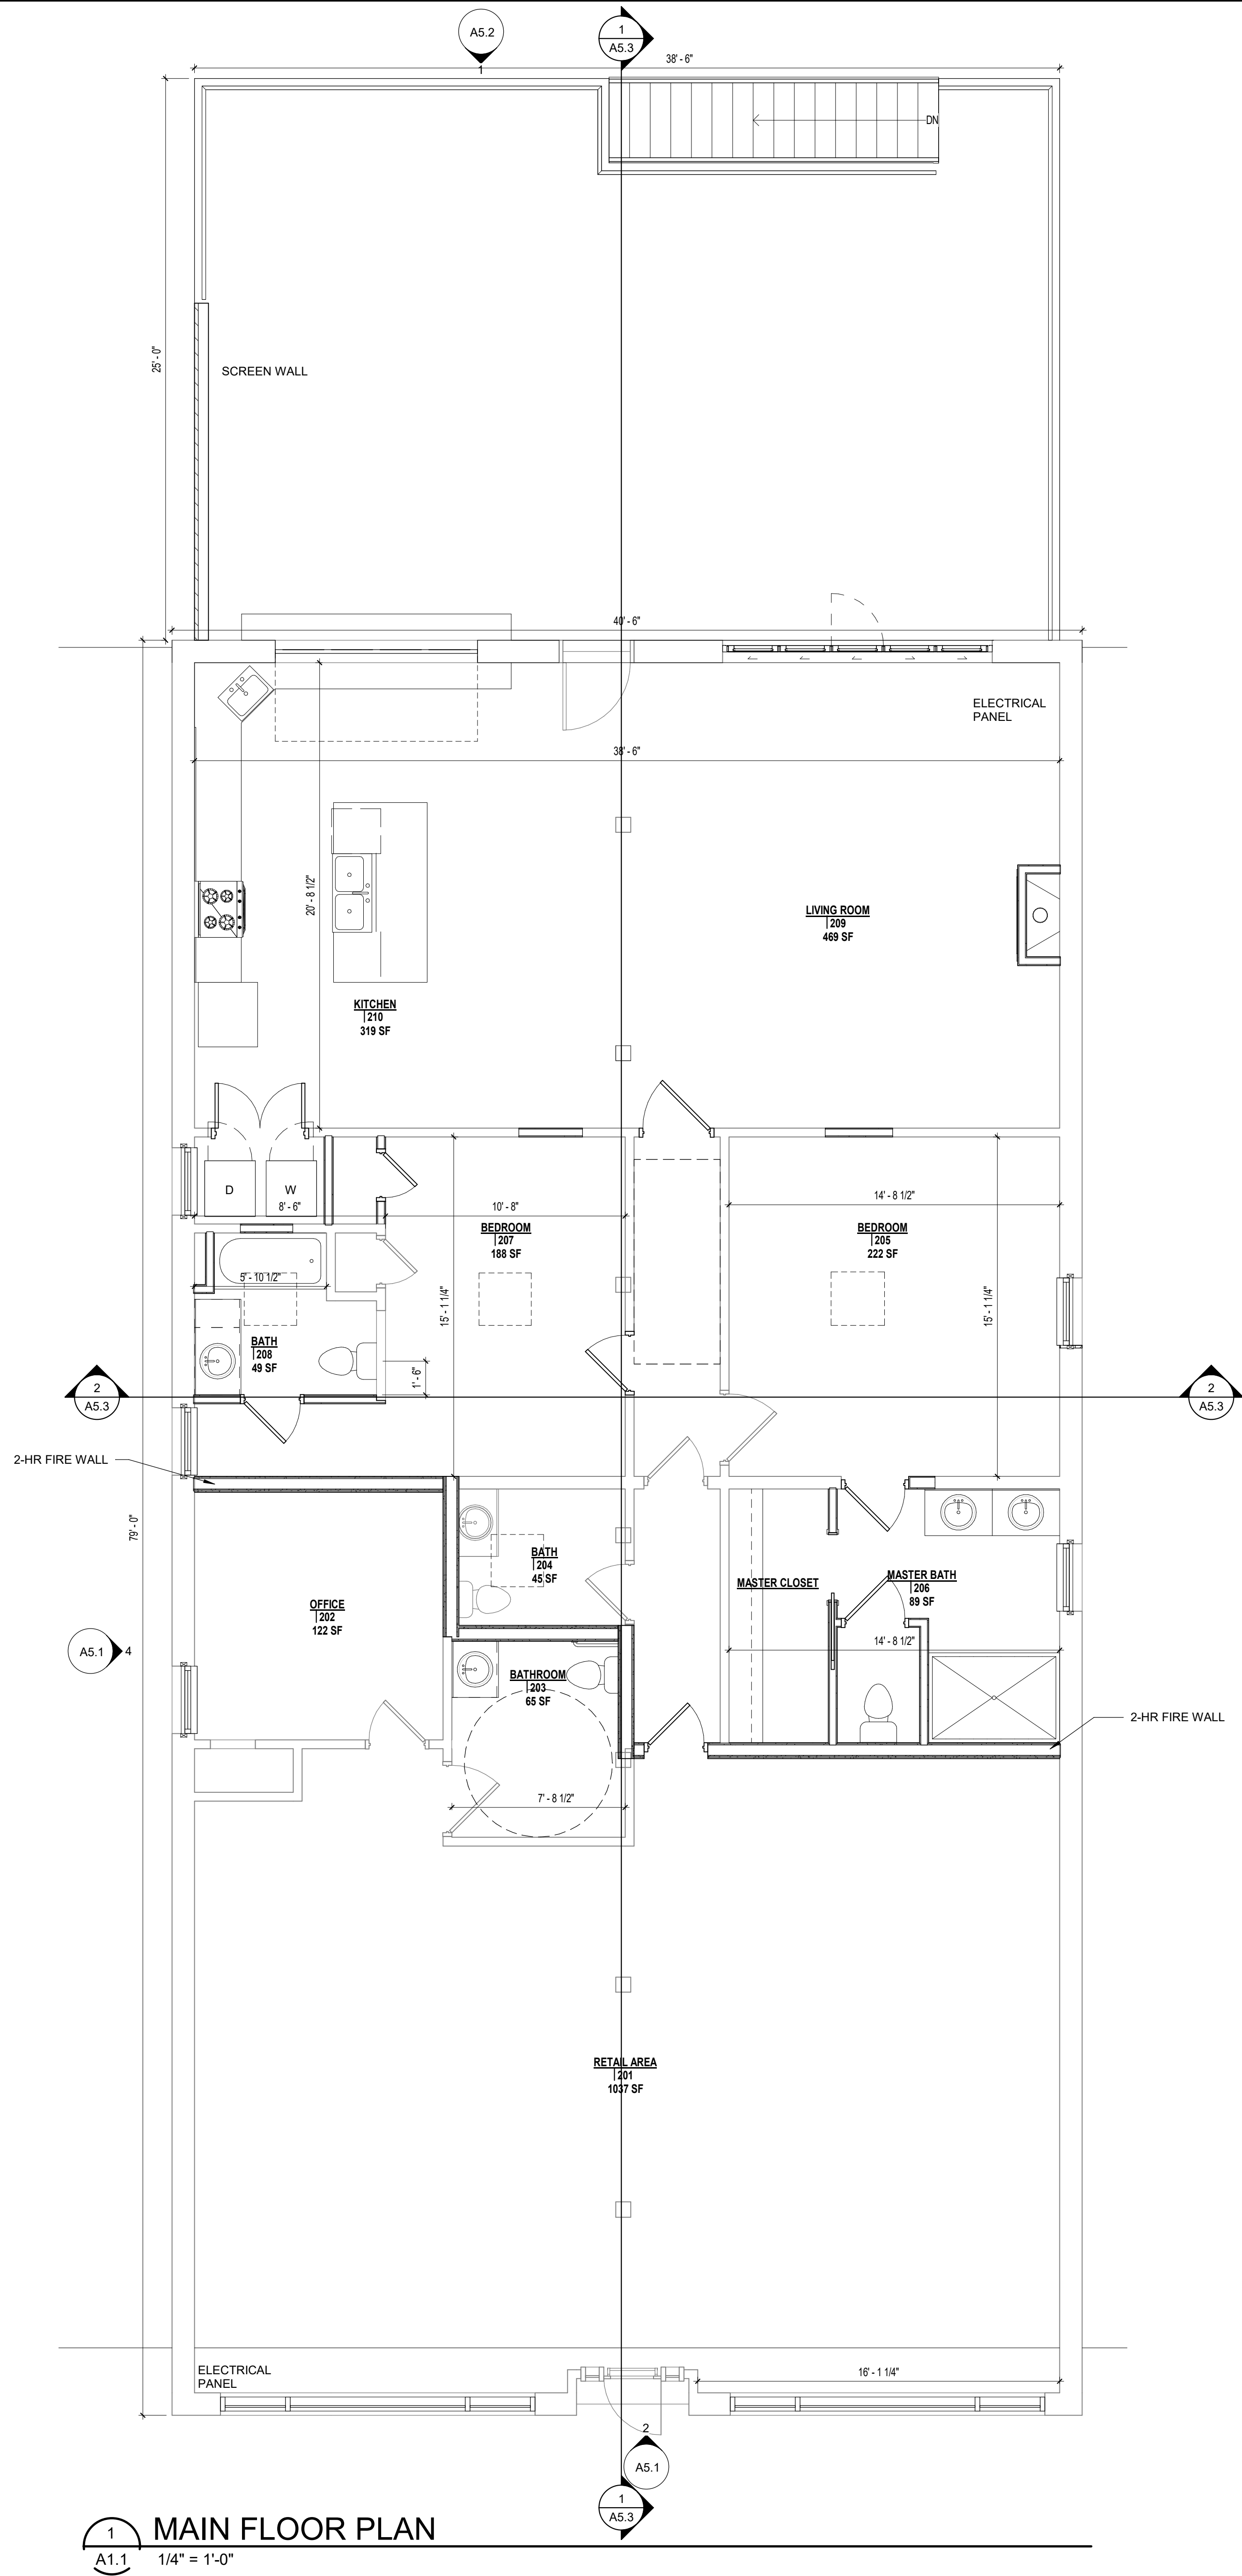 A5.2
1
1
A5.3
38' - 6"
DN
25' - 0"
SCREEN WALL
40' - 6"
ELECTRICAL
PANEL
38' - 6"
20' - 8 1/2"
LIVING ROOM
209
469 SF
KITCHEN
210
319 SF
D
W
8' - 6"
10' - 8"
14' - 8 1/2"
BEDROOM
207
188 SF
BEDROOM
205
222 SF
5' - 10 1/2"
15' - 1 1/4"
15' - 1 1/4"
BATH
208
49 SF
1' - 6"
2
A5.3
2
A5.3
2-HR FIRE WALL
79' - 0"
BATH
204
45 SF
MASTER CLOSET
MASTER BATH
206
89 SF
OFFICE
202
122 SF
A5.1
4
14' - 8 1/2"
BATHROOM
203
65 SF
2-HR FIRE WALL
7' - 8 1/2"
RETAIL AREA
201
1037 SF
ELECTRICAL
PANEL
16' - 1 1/4"
2
A5.1
1
A5.3
1
A1.1
MAIN FLOOR PLAN
1/4" = 1'-0"